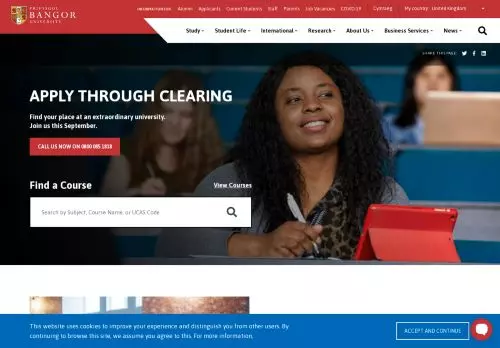 PRIFYSGOL
BANGOR
UNIVERSITY
INFORMATION FOR:
Alumni
Applicants
Current Students
Staff
Parents
Job Vacancies
COVID-19
Cymraeg
My country: United Kingdom
Study
Student Life
International
Research
About Us
Business Services
News
SHARE THIS PAGE:
APPLY THROUGH CLEARING
Find your place at an extraordinary university.
Join us this September.
CALL US NOW ON 0800 085 1818
Find a Course
View Courses
Search by Subject, Course Name, or UCAS Code
This website uses cookies to improve your experience and distinguish you from other users. By
continuing to browse this site, we assume you agree to this. For more information,
ACCEPT AND CONTINUE